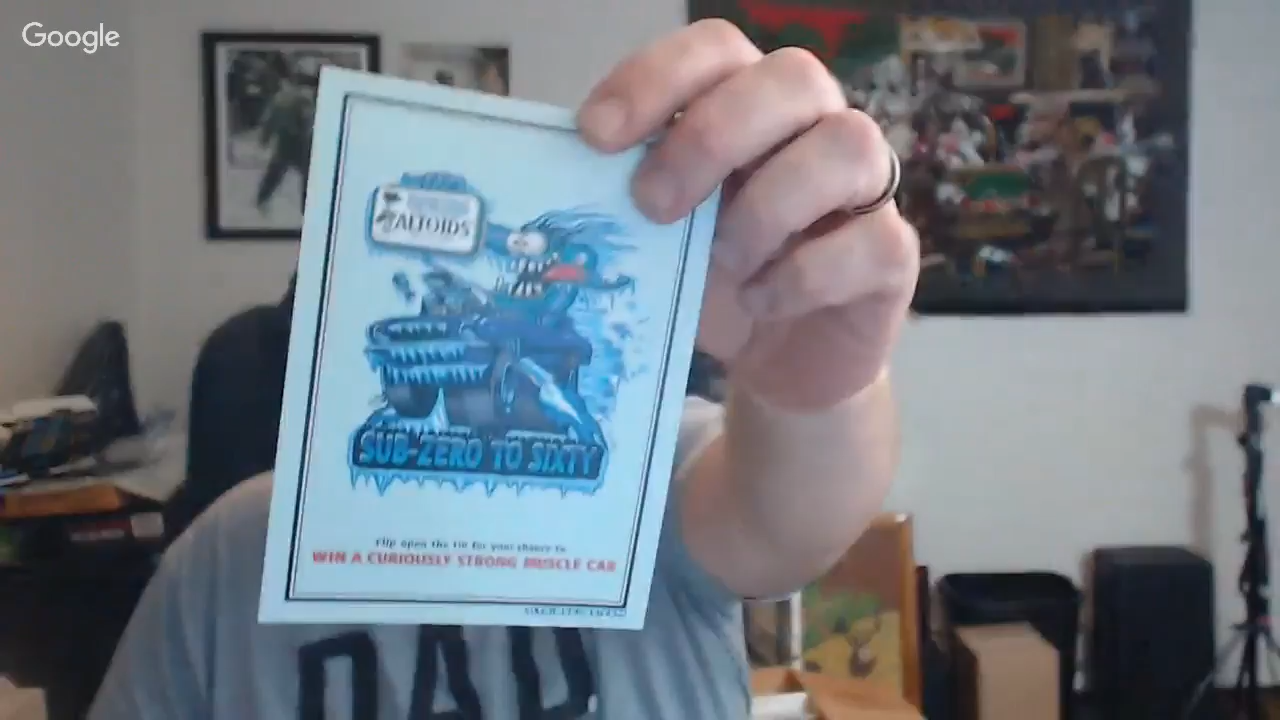 Google
ALTOIDS
SUB-ZERO TO SIXTY
Flip open the tin for your chance to
WIN A CURIOUSLY STRONG MUSCLE CAR
DAD